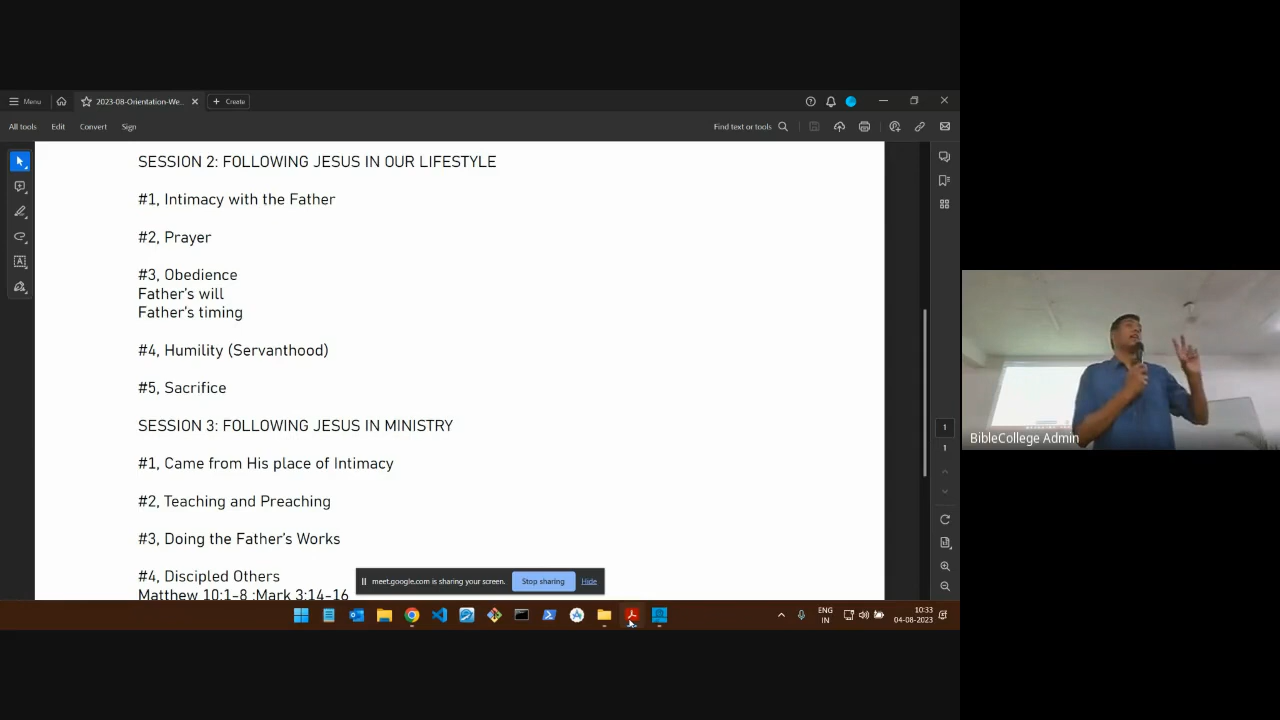 Menu
2023-08-Orientation-We...
Create
All tools
Edit
Convert
Sign
Find text or tools
SESSION 2: FOLLOWING JESUS IN OUR LIFESTYLE
#1, Intimacy with the Father
#2, Prayer
#3, Obedience
Father's will
Father's timing
#4, Humility (Servanthood)
#5, Sacrifice
SESSION 3: FOLLOWING JESUS IN MINISTRY
#1, Came from His place of Intimacy
#2, Teaching and Preaching
#3, Doing the Father's Works
#4, Discipled Others
Matthew 10:1-8 ;Mark 3:14-16
1
1
meet.google.com is sharing your screen.
Stop sharing
Hide
BibleCollege Admin
ENG
IN
10:33
04-08-2023